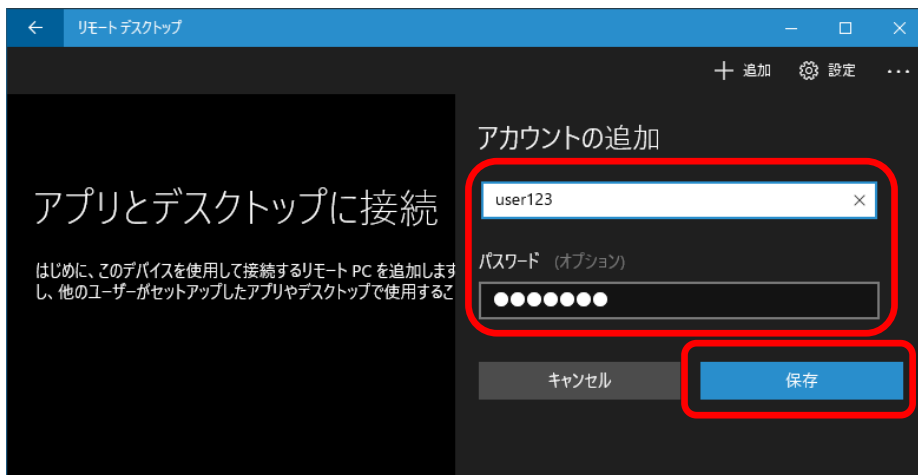 リモート デスクトップ
追加 設定 ...
アカウントの追加
user123
アプリとデスクトップに接続
はじめに、このデバイスを使用して接続するリモート PC を追加します
し、他のユーザーがセットアップしたアプリやデスクトップで使用するこ
パスワード (オプション)
●●●●●●●
キャンセル 保存